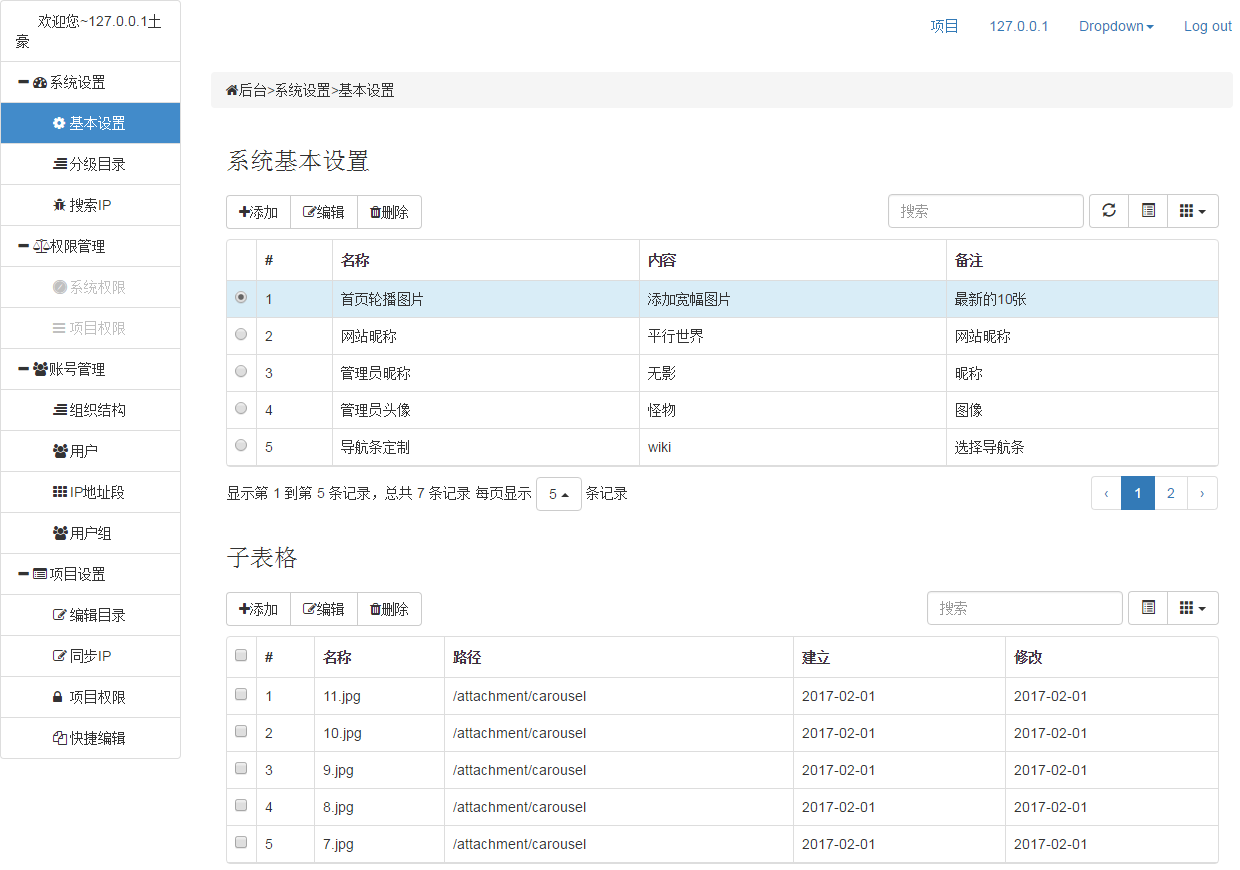 欢迎您~127.0.0.1土
豪
系统设置
基本设置
分级目录
搜索IP
权限管理
系统权限
项目权限
账号管理
组织结构
用户
IP地址段
用户组
项目设置
编辑目录
同步IP
项目权限
快捷编辑
项目 127.0.0.1 Dropdown Log out
后台>系统设置>基本设置
系统基本设置
添加 编辑 删除 搜索
# 名称 内容 备注
1 首页轮播图片 添加宽幅图片 最新的10张
2 网站昵称 平行世界 网站昵称
3 管理员昵称 无影 昵称
4 管理员头像 怪物 图像
5 导航条定制 wiki 选择导航条
显示第 1 到第 5 条记录，总共 7 条记录 每页显示 5 条记录 ‹ 1 2 ›
子表格
添加 编辑 删除 搜索
# 名称 路径 建立 修改
1 11.jpg /attachment/carousel 2017-02-01 2017-02-01
2 10.jpg /attachment/carousel 2017-02-01 2017-02-01
3 9.jpg /attachment/carousel 2017-02-01 2017-02-01
4 8.jpg /attachment/carousel 2017-02-01 2017-02-01
5 7.jpg /attachment/carousel 2017-02-01 2017-02-01